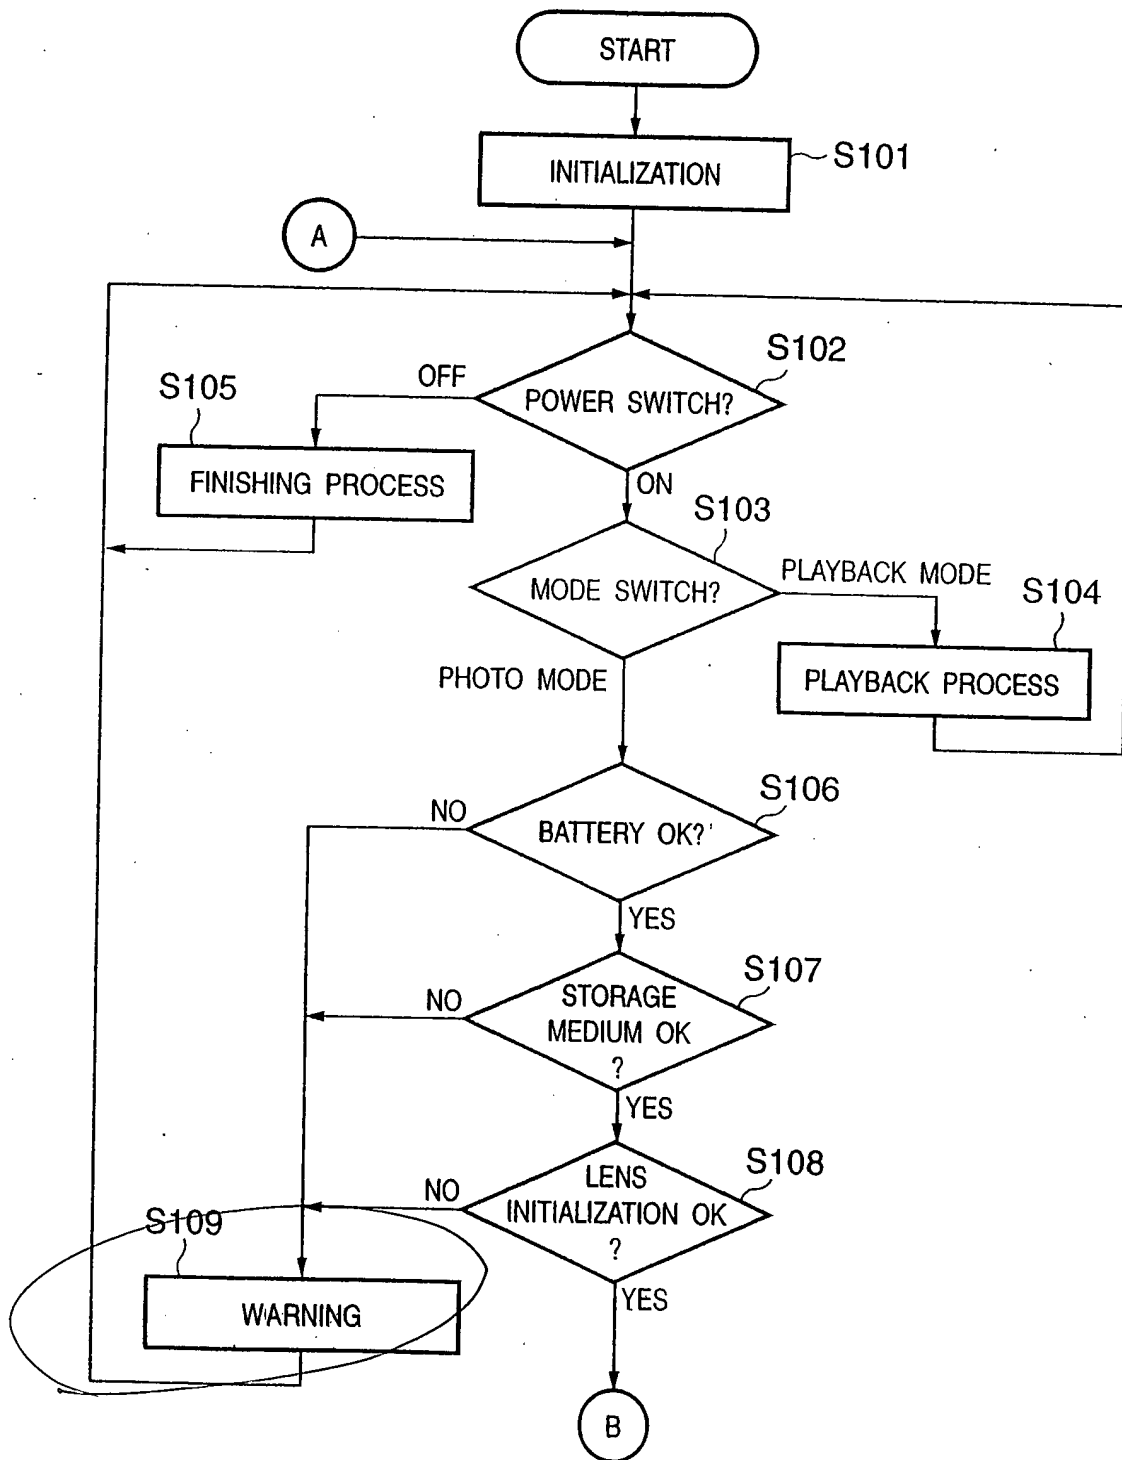 START
INITIALIZATION
S101
A
S102
OFF
POWER SWITCH?
S105
FINISHING PROCESS
ON
S103
MODE SWITCH?
PLAYBACK MODE
S104
PHOTO MODE
PLAYBACK PROCESS
S106
NO
BATTERY OK?
YES
S107
NO
STORAGE
MEDIUM OK
?
YES
S108
NO
LENS
INITIALIZATION OK
?
S109
WARNING
YES
B